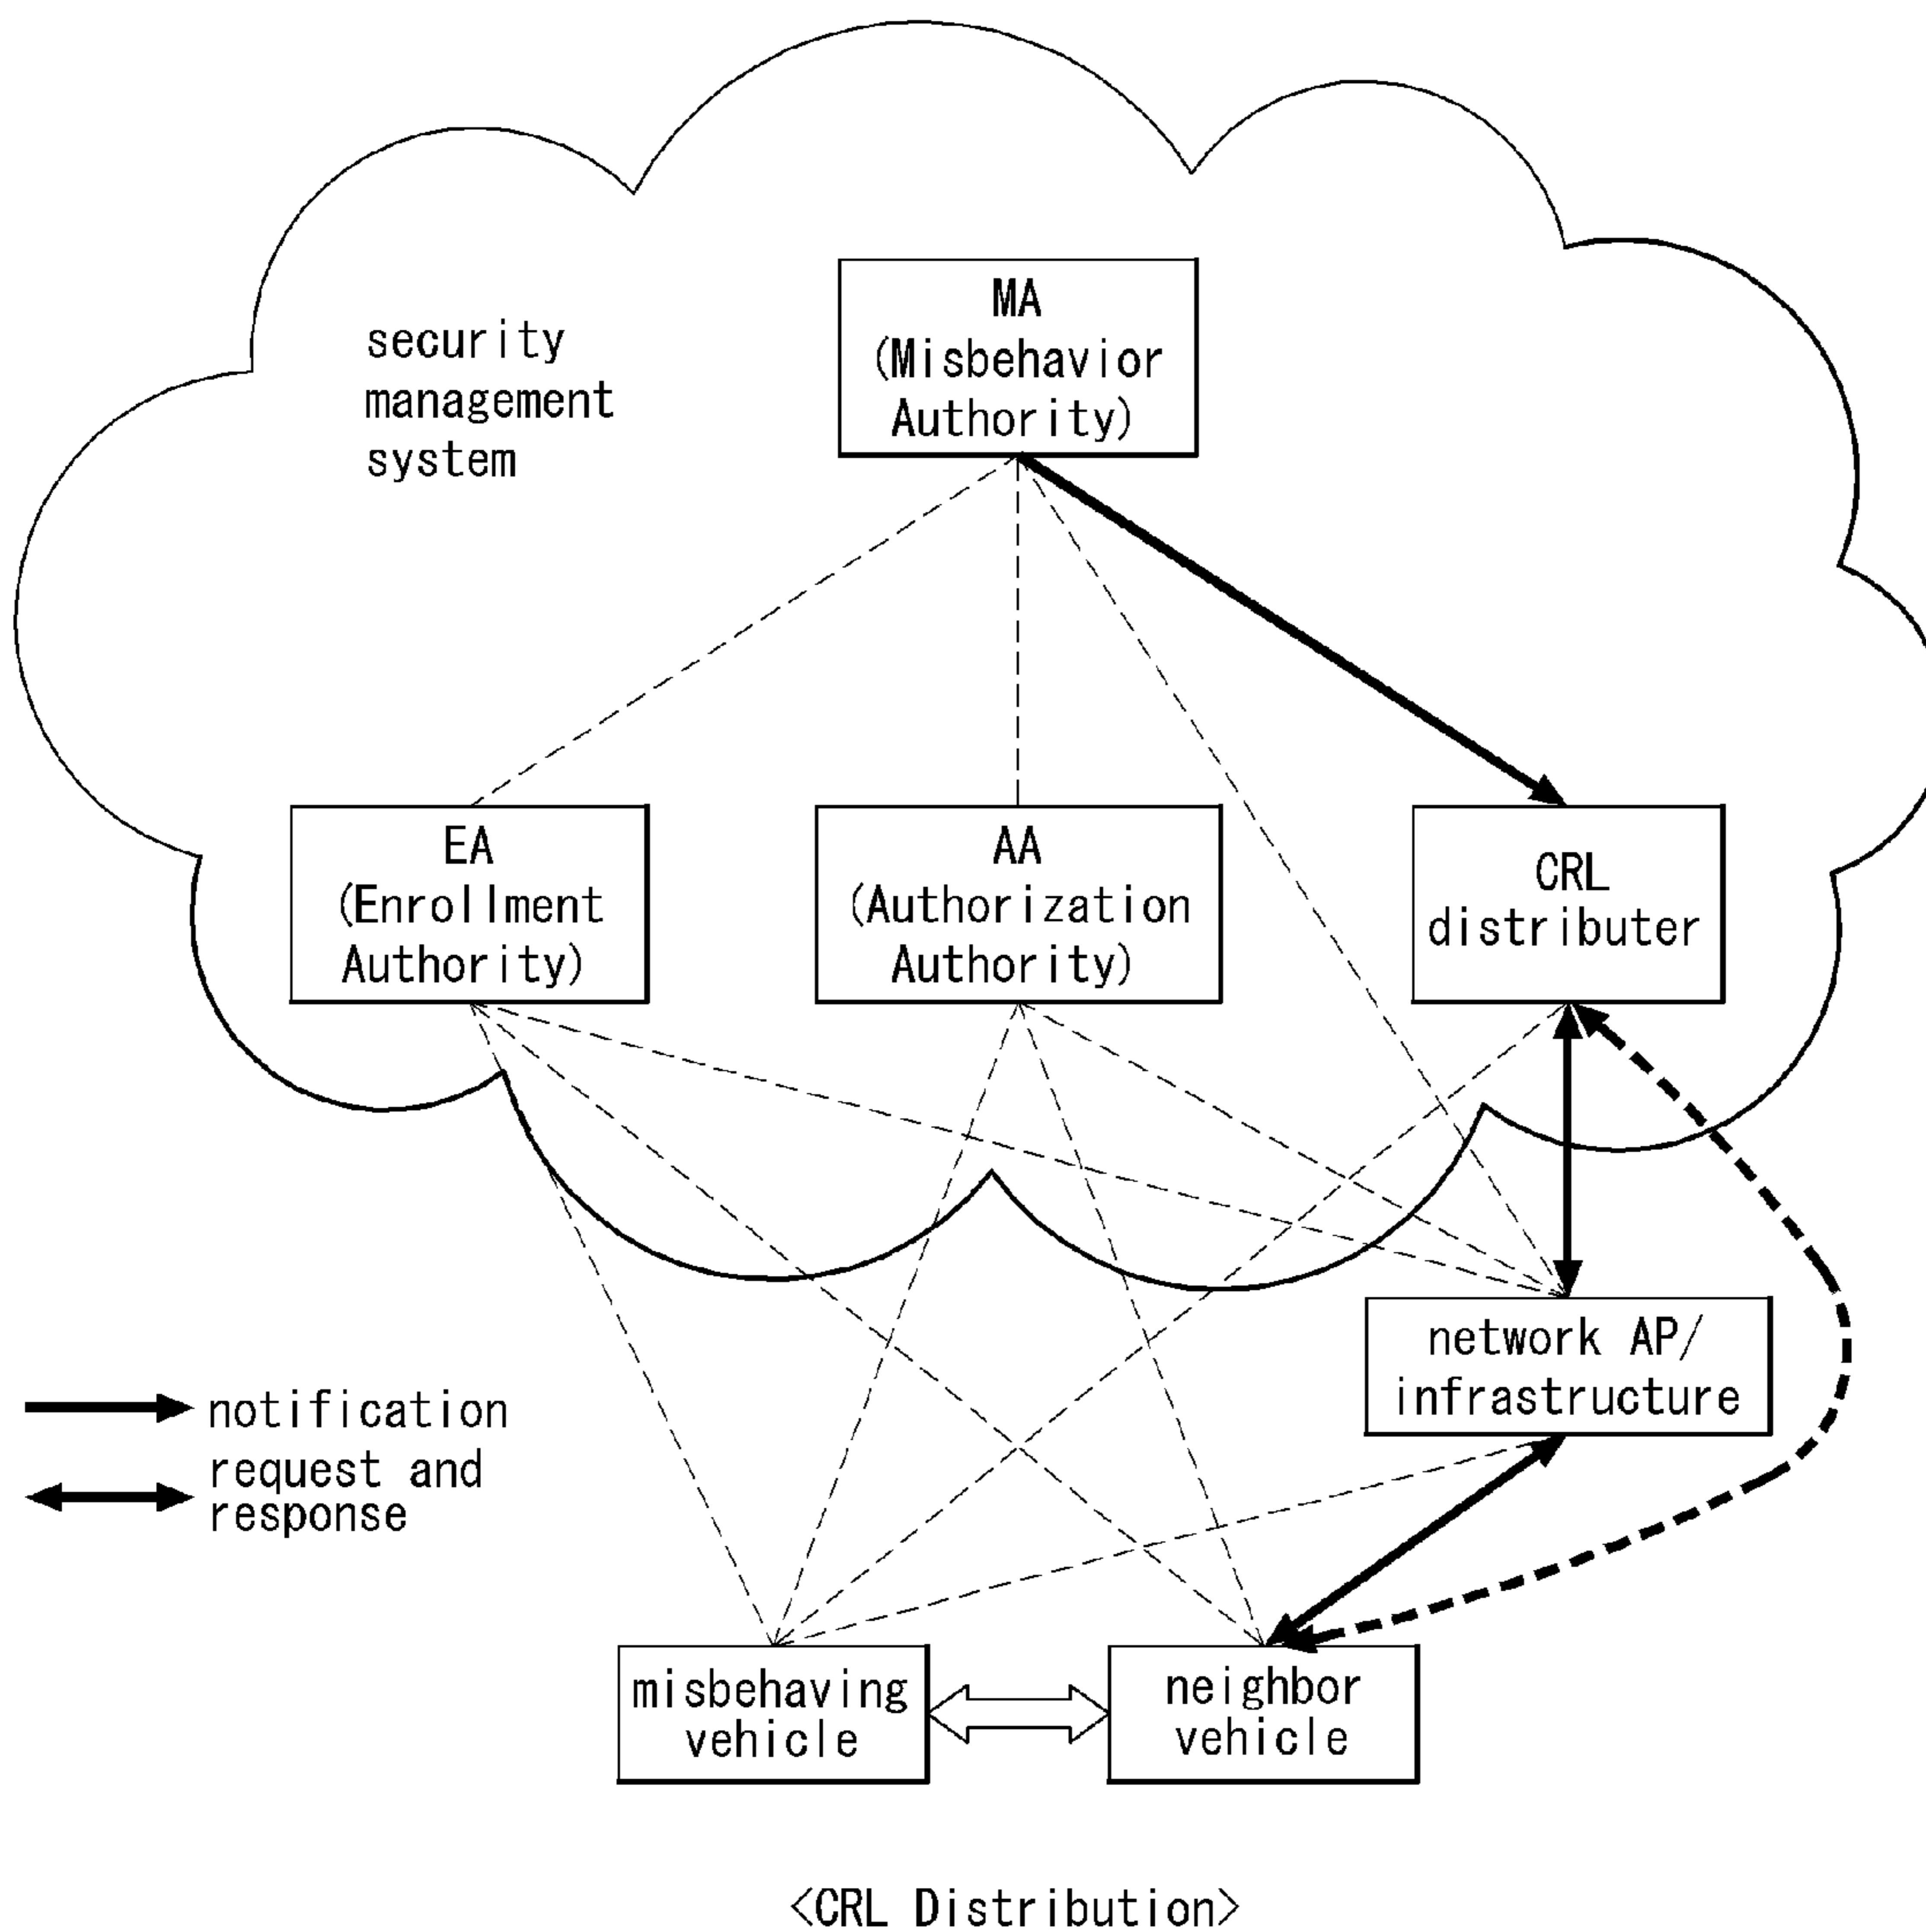 security
management
system
MA
(Misbehavior
Authority)
EA
(Enrollment
Authority)
AA
(Authorization
Authority)
CRL
distributer
network AP/
infrastructure
notification
request and
response
misbehaving
vehicle
neighbor
vehicle
<CRL Distribution>